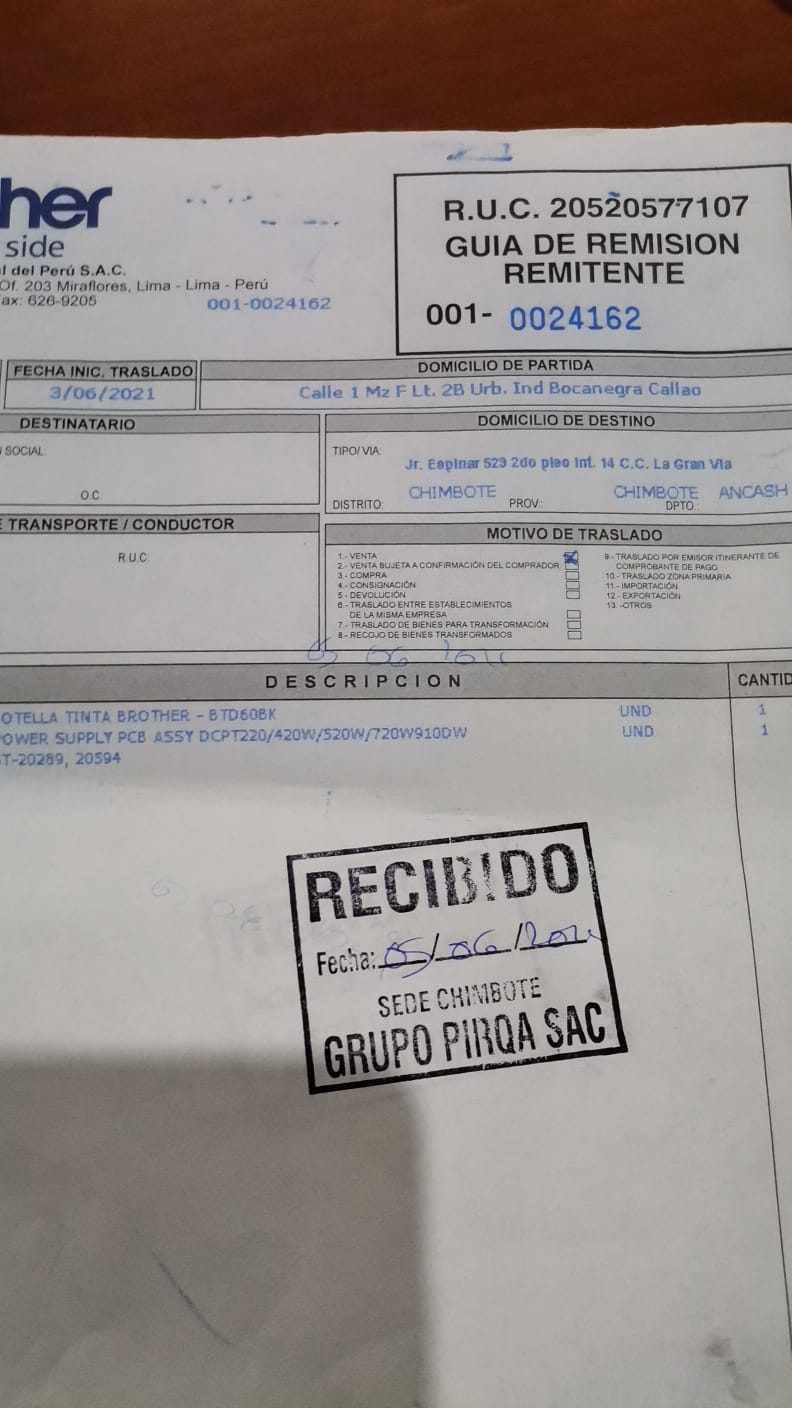 her
side
l del Perú S.A.C.
Of. 203 Miraflores, Lima - Lima - Perú
ax: 626-9205
001-0024162
R.U.C. 20520577107
GUIA DE REMISION
REMITENTE
001- 0024162
FECHA INIC. TRASLADO
3/06/2021
DOMICILIO DE PARTIDA
Calle 1 Mz F Lt. 2B Urb. Ind Bocanegra Callao
DESTINATARIO
SOCIAL:
O.C.
DOMICILIO DE DESTINO
TIPO/VIA:
Jr. Espinar 529 2do piso Int. 14 C.C. La Gran Via
DISTRITO: CHIMBOTE PROV.: CHIMBOTE DPTO.: ANCASH
E TRANSPORTE / CONDUCTOR
R.U.C:
MOTIVO DE TRASLADO
1.- VENTA
2.- VENTA SUJETA A CONFIRMACIÓN DEL COMPRADOR
3.- COMPRA
4.- CONSIGNACIÓN
5.- DEVOLUCIÓN
6.- TRASLADO ENTRE ESTABLECIMIENTOS
DE LA MISMA EMPRESA
7.- TRASLADO DE BIENES PARA TRANSFORMACIÓN
8.- RECOJO DE BIENES TRANSFORMADOS
9.- TRASLADO POR EMISOR ITINERANTE DE
COMPROBANTE DE PAGO
10.- TRASLADO ZONA PRIMARIA
11.- IMPORTACIÓN
12.- EXPORTACIÓN
13.-OTROS
DESCRIPCION
CANTID
OTELLA TINTA BROTHER - BTD60BK UND 1
OWER SUPPLY PCB ASSY DCPT220/420W/520W/720W910DW UND 1
T-20289, 20594
RECIBIDO
Fecha: 05/06/
SEDE CHIMBOTE
GRUPO PIRQA SAC